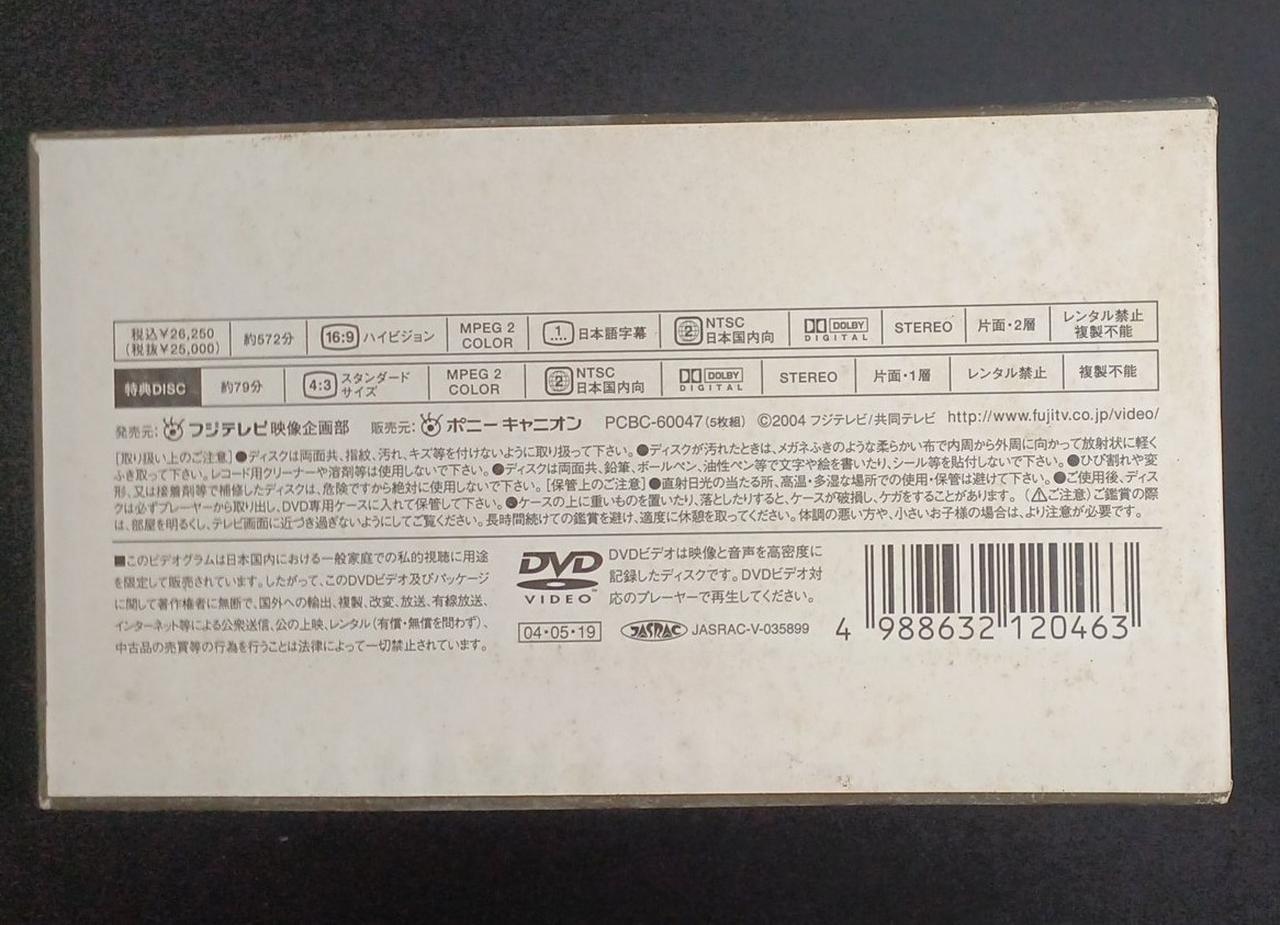 税込¥26,250
(税抜¥25,000)
約572分
16:9 ハイビジョン
MPEG 2
COLOR
1 日本語字幕
2 NTSC
日本国内向
DOLBY
DIGITAL
STEREO
片面・2層
レンタル禁止
複製不能
特典DISC
約79分
4:3 スタンダード
サイズ
MPEG 2
COLOR
2 NTSC
日本国内向
DOLBY
DIGITAL
STEREO
片面・1層
レンタル禁止
複製不能
発売元: フジテレビ映像企画部 販売元: ポニーキャニオン PCBC-60047(5枚組) ©2004 フジテレビ/共同テレビ http://www.fujitv.co.jp/video/
[取り扱い上のご注意]●ディスクは両面共、指紋、汚れ、キズ等を付けないように取り扱って下さい。●ディスクが汚れたときは、メガネふきのような柔らかい布で内周から外周に向かって放射状に軽く
ふき取って下さい。レコード用クリーナーや溶剤等は使用しないで下さい。●ディスクは両面共、鉛筆、ボールペン、油性ペン等で文字や絵を書いたり、シール等を貼付しないで下さい。●ひび割れや変
形、又は接着剤等で補修したディスクは、危険ですから絶対に使用しないで下さい。[保管上のご注意]●直射日光の当たる所、高温・多湿な場所での使用・保管は避けて下さい。●ご使用後、ディス
クは必ずプレーヤーから取り出し、DVD専用ケースに入れて保管して下さい。●ケースの上に重いものを置いたり、落としたりすると、ケースが破損し、ケガをすることがあります。(⚠ご注意)ご鑑賞の際
は、部屋を明るくし、テレビ画面に近づき過ぎないようにしてご覧ください。長時間続けての鑑賞を避け、適度に休憩を取ってください。体調の悪い方や、小さいお子様の場合は、より注意が必要です。
■このビデオグラムは日本国内における一般家庭での私的視聴に用途
を限定して販売されています。したがって、このDVDビデオ及びパッケージ
に関して著作権者に無断で、国外への輸出、複製、改変、放送、有線放送、
インターネット等による公衆送信、公の上映、レンタル(有償・無償を問わず)、
中古品の売買等の行為を行うことは法律によって一切禁止されています。
DVD
VIDEO™
DVDビデオは映像と音声を高密度に
記録したディスクです。DVDビデオ対
応のプレーヤーで再生してください。
04・05・19
JASRAC JASRAC-V-035899
4 988632 120463